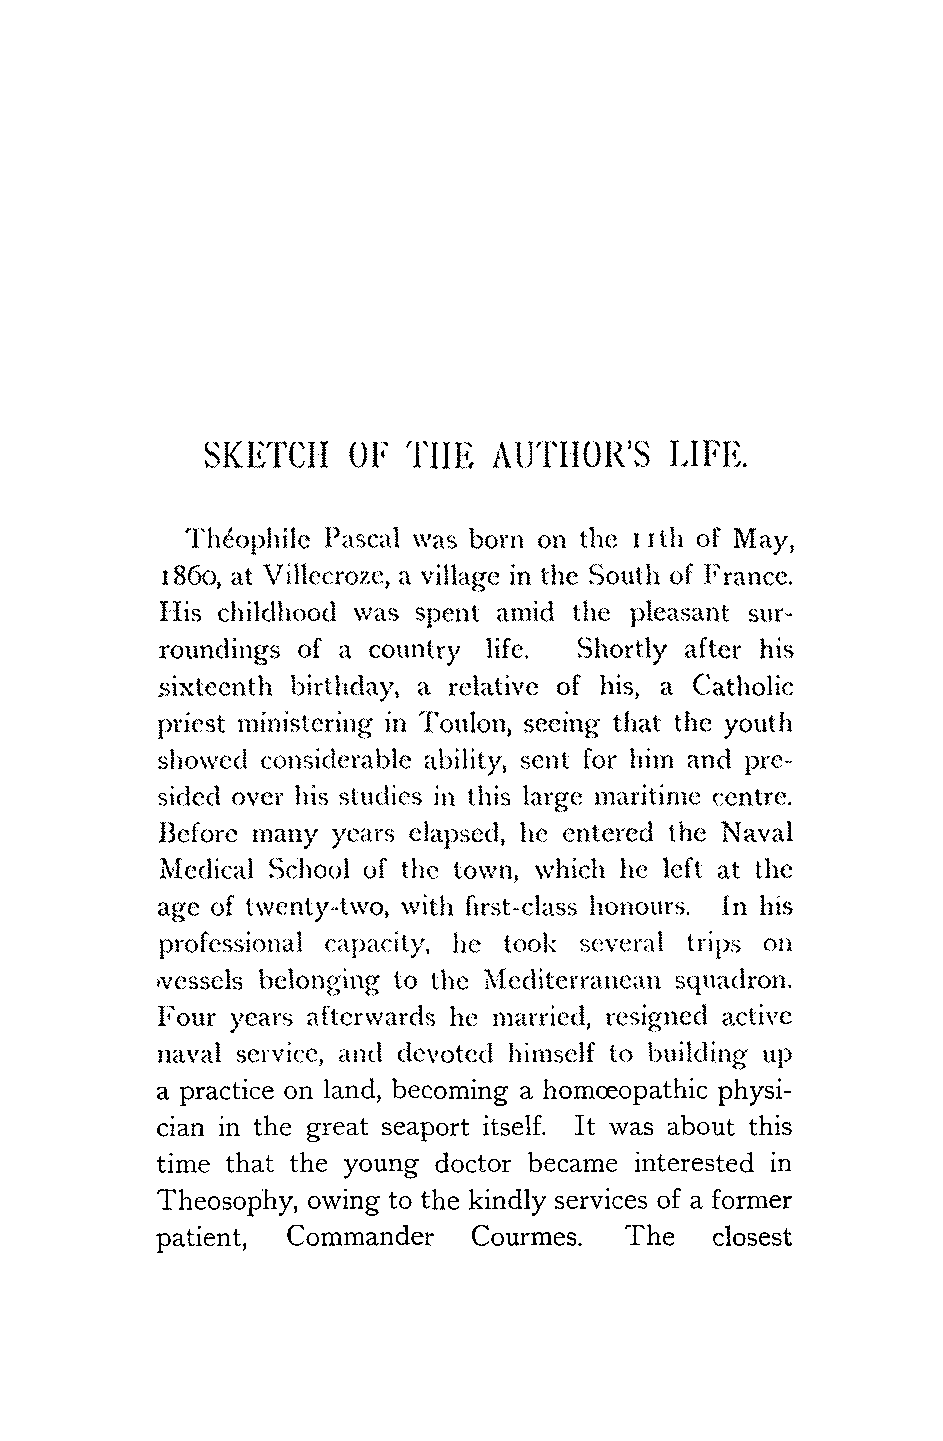 SKETCH OF THE AUTHOR'S LIFE.
Théophile Pascal was born on the 11th of May,
1860, at Villecroze, a village in the South of France.
His childhood was spent amid the pleasant sur-
roundings of a country life. Shortly after his
sixteenth birthday, a relative of his, a Catholic
priest ministering in Toulon, seeing that the youth
showed considerable ability, sent for him and pre-
sided over his studies in this large maritime centre.
Before many years elapsed, he entered the Naval
Medical School of the town, which he left at the
age of twenty-two, with first-class honours. In his
professional capacity, he took several trips on
vessels belonging to the Mediterranean squadron.
Four years afterwards he married, resigned active
naval service, and devoted himself to building up
a practice on land, becoming a homœopathic physi-
cian in the great seaport itself. It was about this
time that the young doctor became interested in
Theosophy, owing to the kindly services of a former
patient, Commander Courmes. The closest